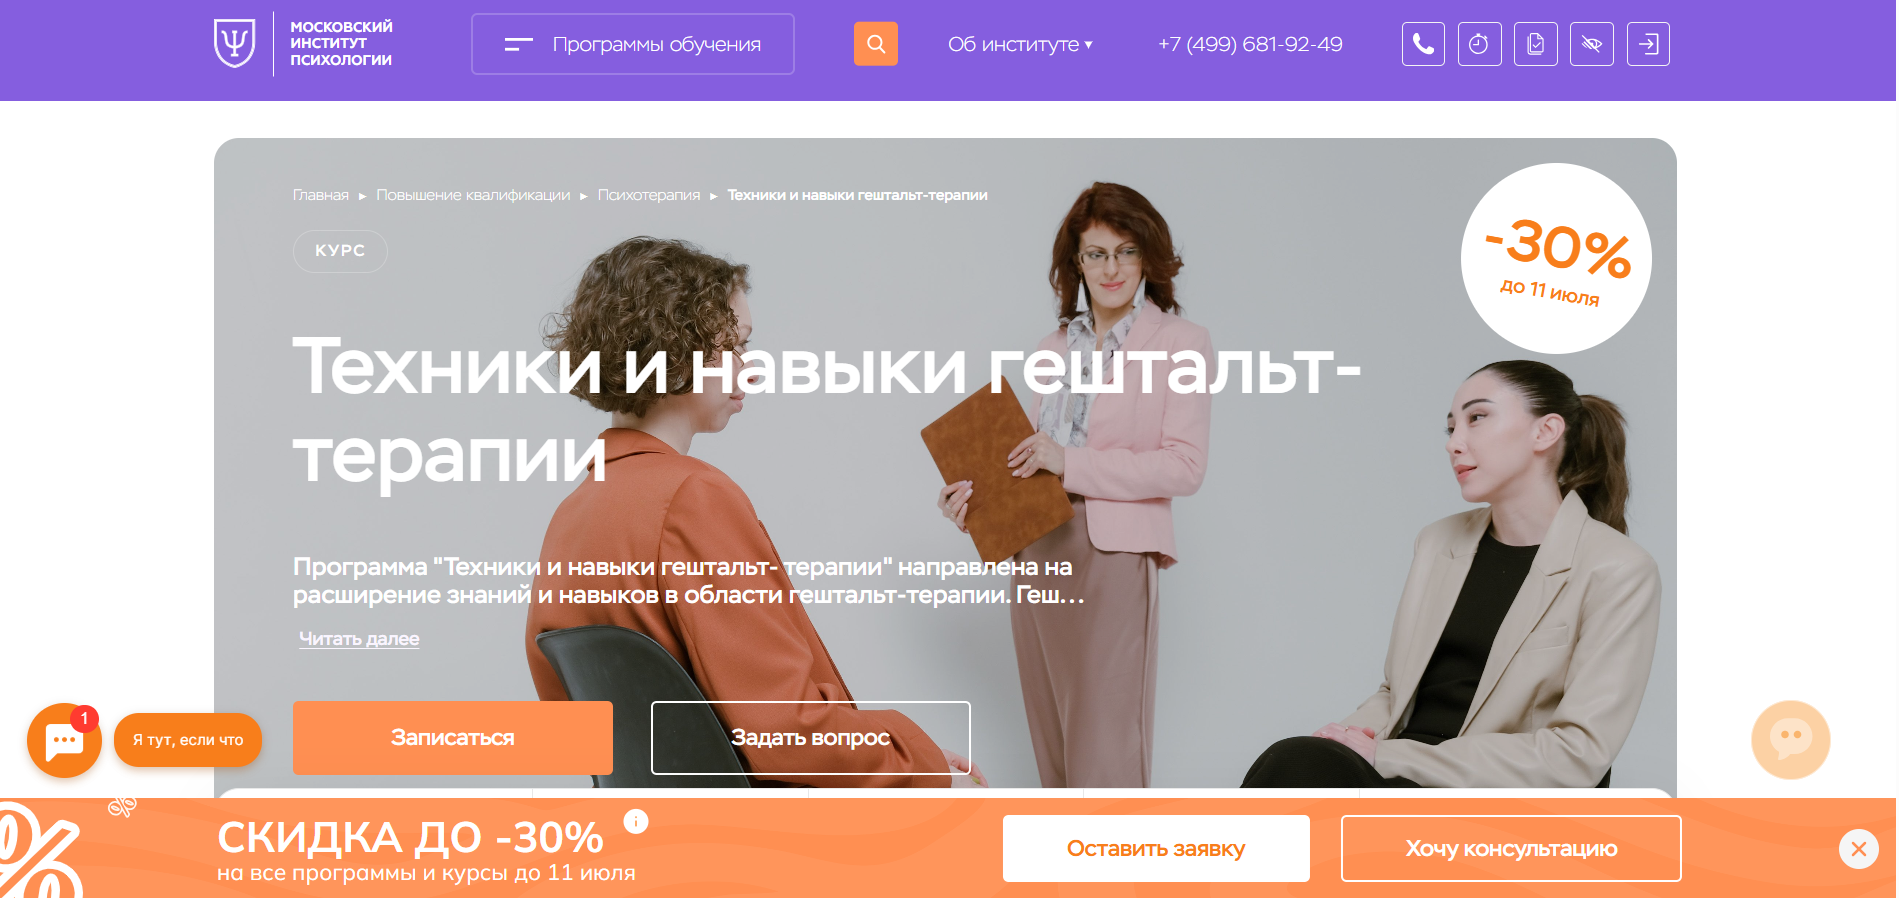 МОСКОВСКИЙ
ИНСТИТУТ
ПСИХОЛОГИИ
Программы обучения
Об институте ▾
+7 (499) 681-92-49
Главная ▸ Повышение квалификации ▸ Психотерапия ▸ Техники и навыки гештальт-терапии
КУРС
-30%
до 11 июля
Техники и навыки гештальт-
терапии
Программа "Техники и навыки гештальт- терапии" направлена на
расширение знаний и навыков в области гештальт-терапии. Геш...
Читать далее
Записаться
Задать вопрос
1
Я тут, если что
СКИДКА ДО -30%
на все программы и курсы до 11 июля
Оставить заявку
Хочу консультацию